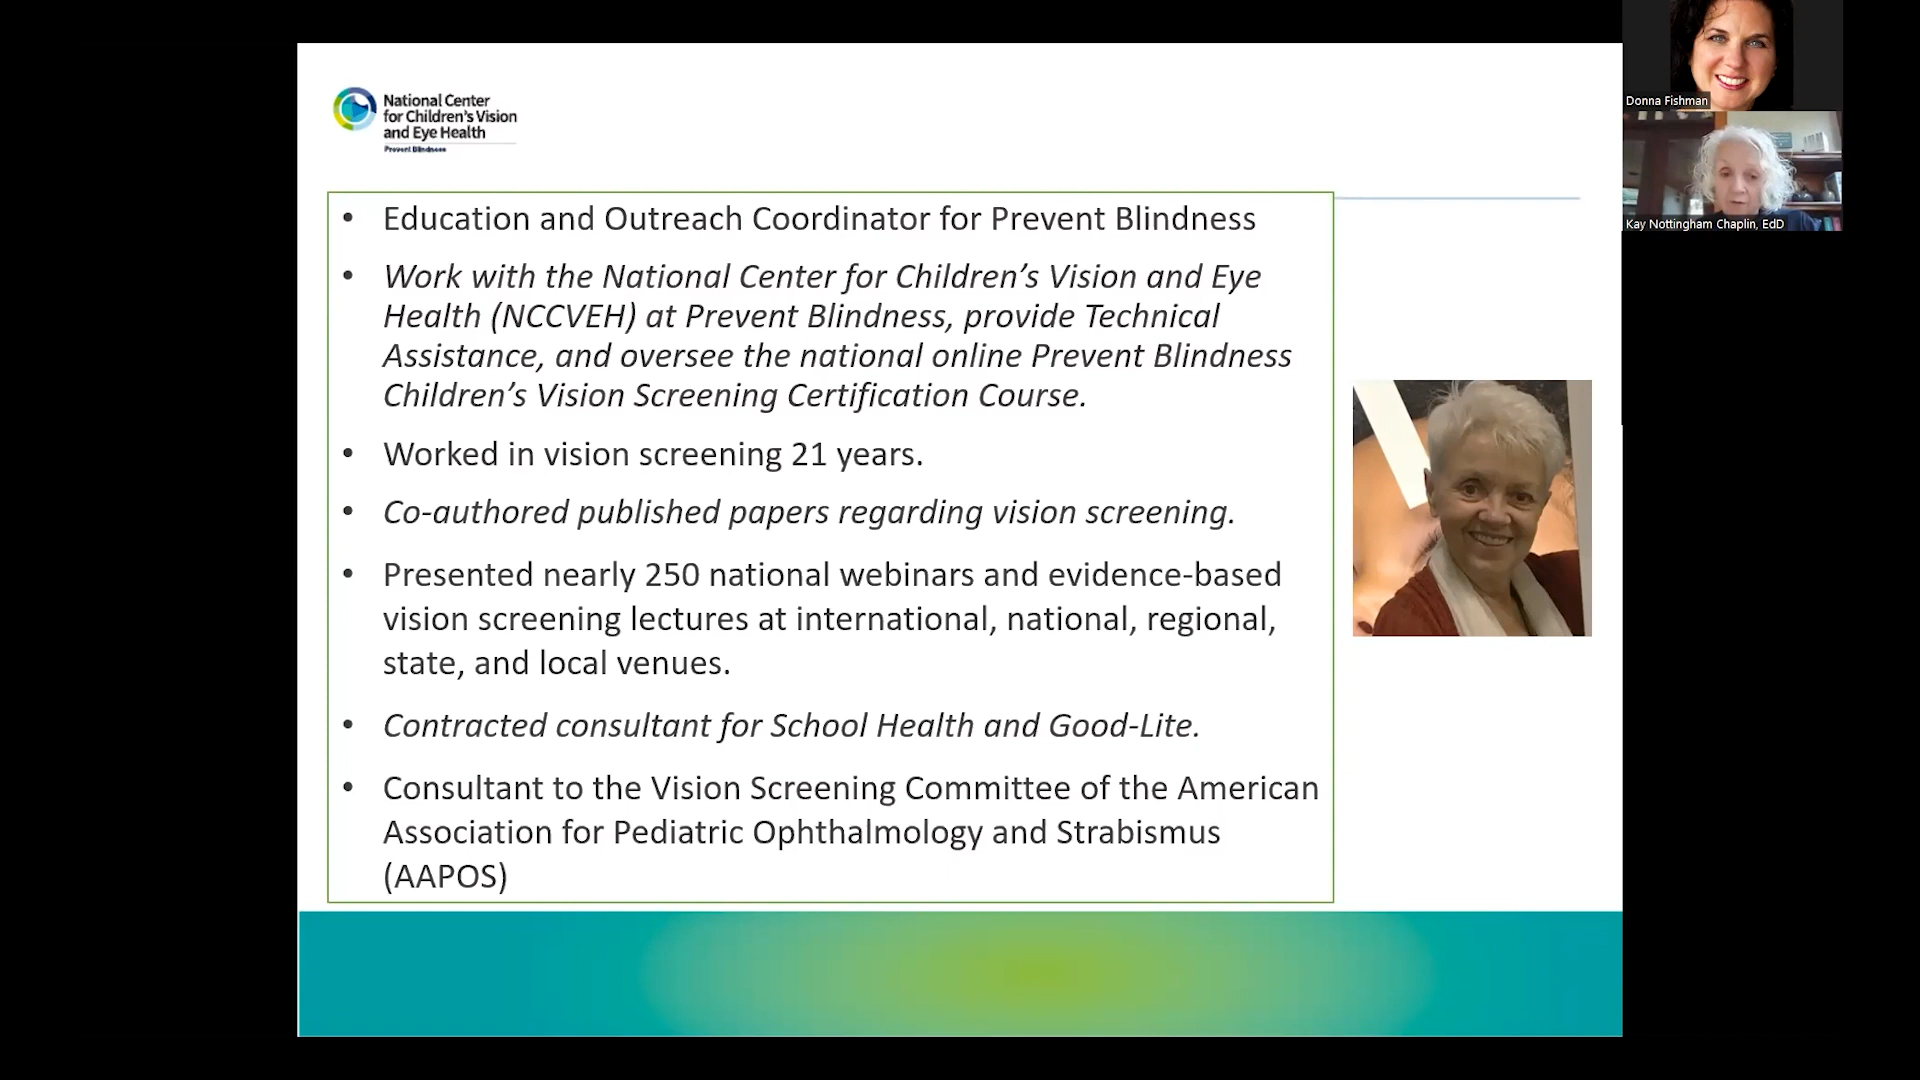 National Center
for Children's Vision
and Eye Health
Prevent Blindness
• Education and Outreach Coordinator for Prevent Blindness
• Work with the National Center for Children’s Vision and Eye
Health (NCCVEH) at Prevent Blindness, provide Technical
Assistance, and oversee the national online Prevent Blindness
Children’s Vision Screening Certification Course.
• Worked in vision screening 21 years.
• Co-authored published papers regarding vision screening.
• Presented nearly 250 national webinars and evidence-based
vision screening lectures at international, national, regional,
state, and local venues.
• Contracted consultant for School Health and Good-Lite.
• Consultant to the Vision Screening Committee of the American
Association for Pediatric Ophthalmology and Strabismus
(AAPOS)
Donna Fishman
Kay Nottingham Chaplin, EdD